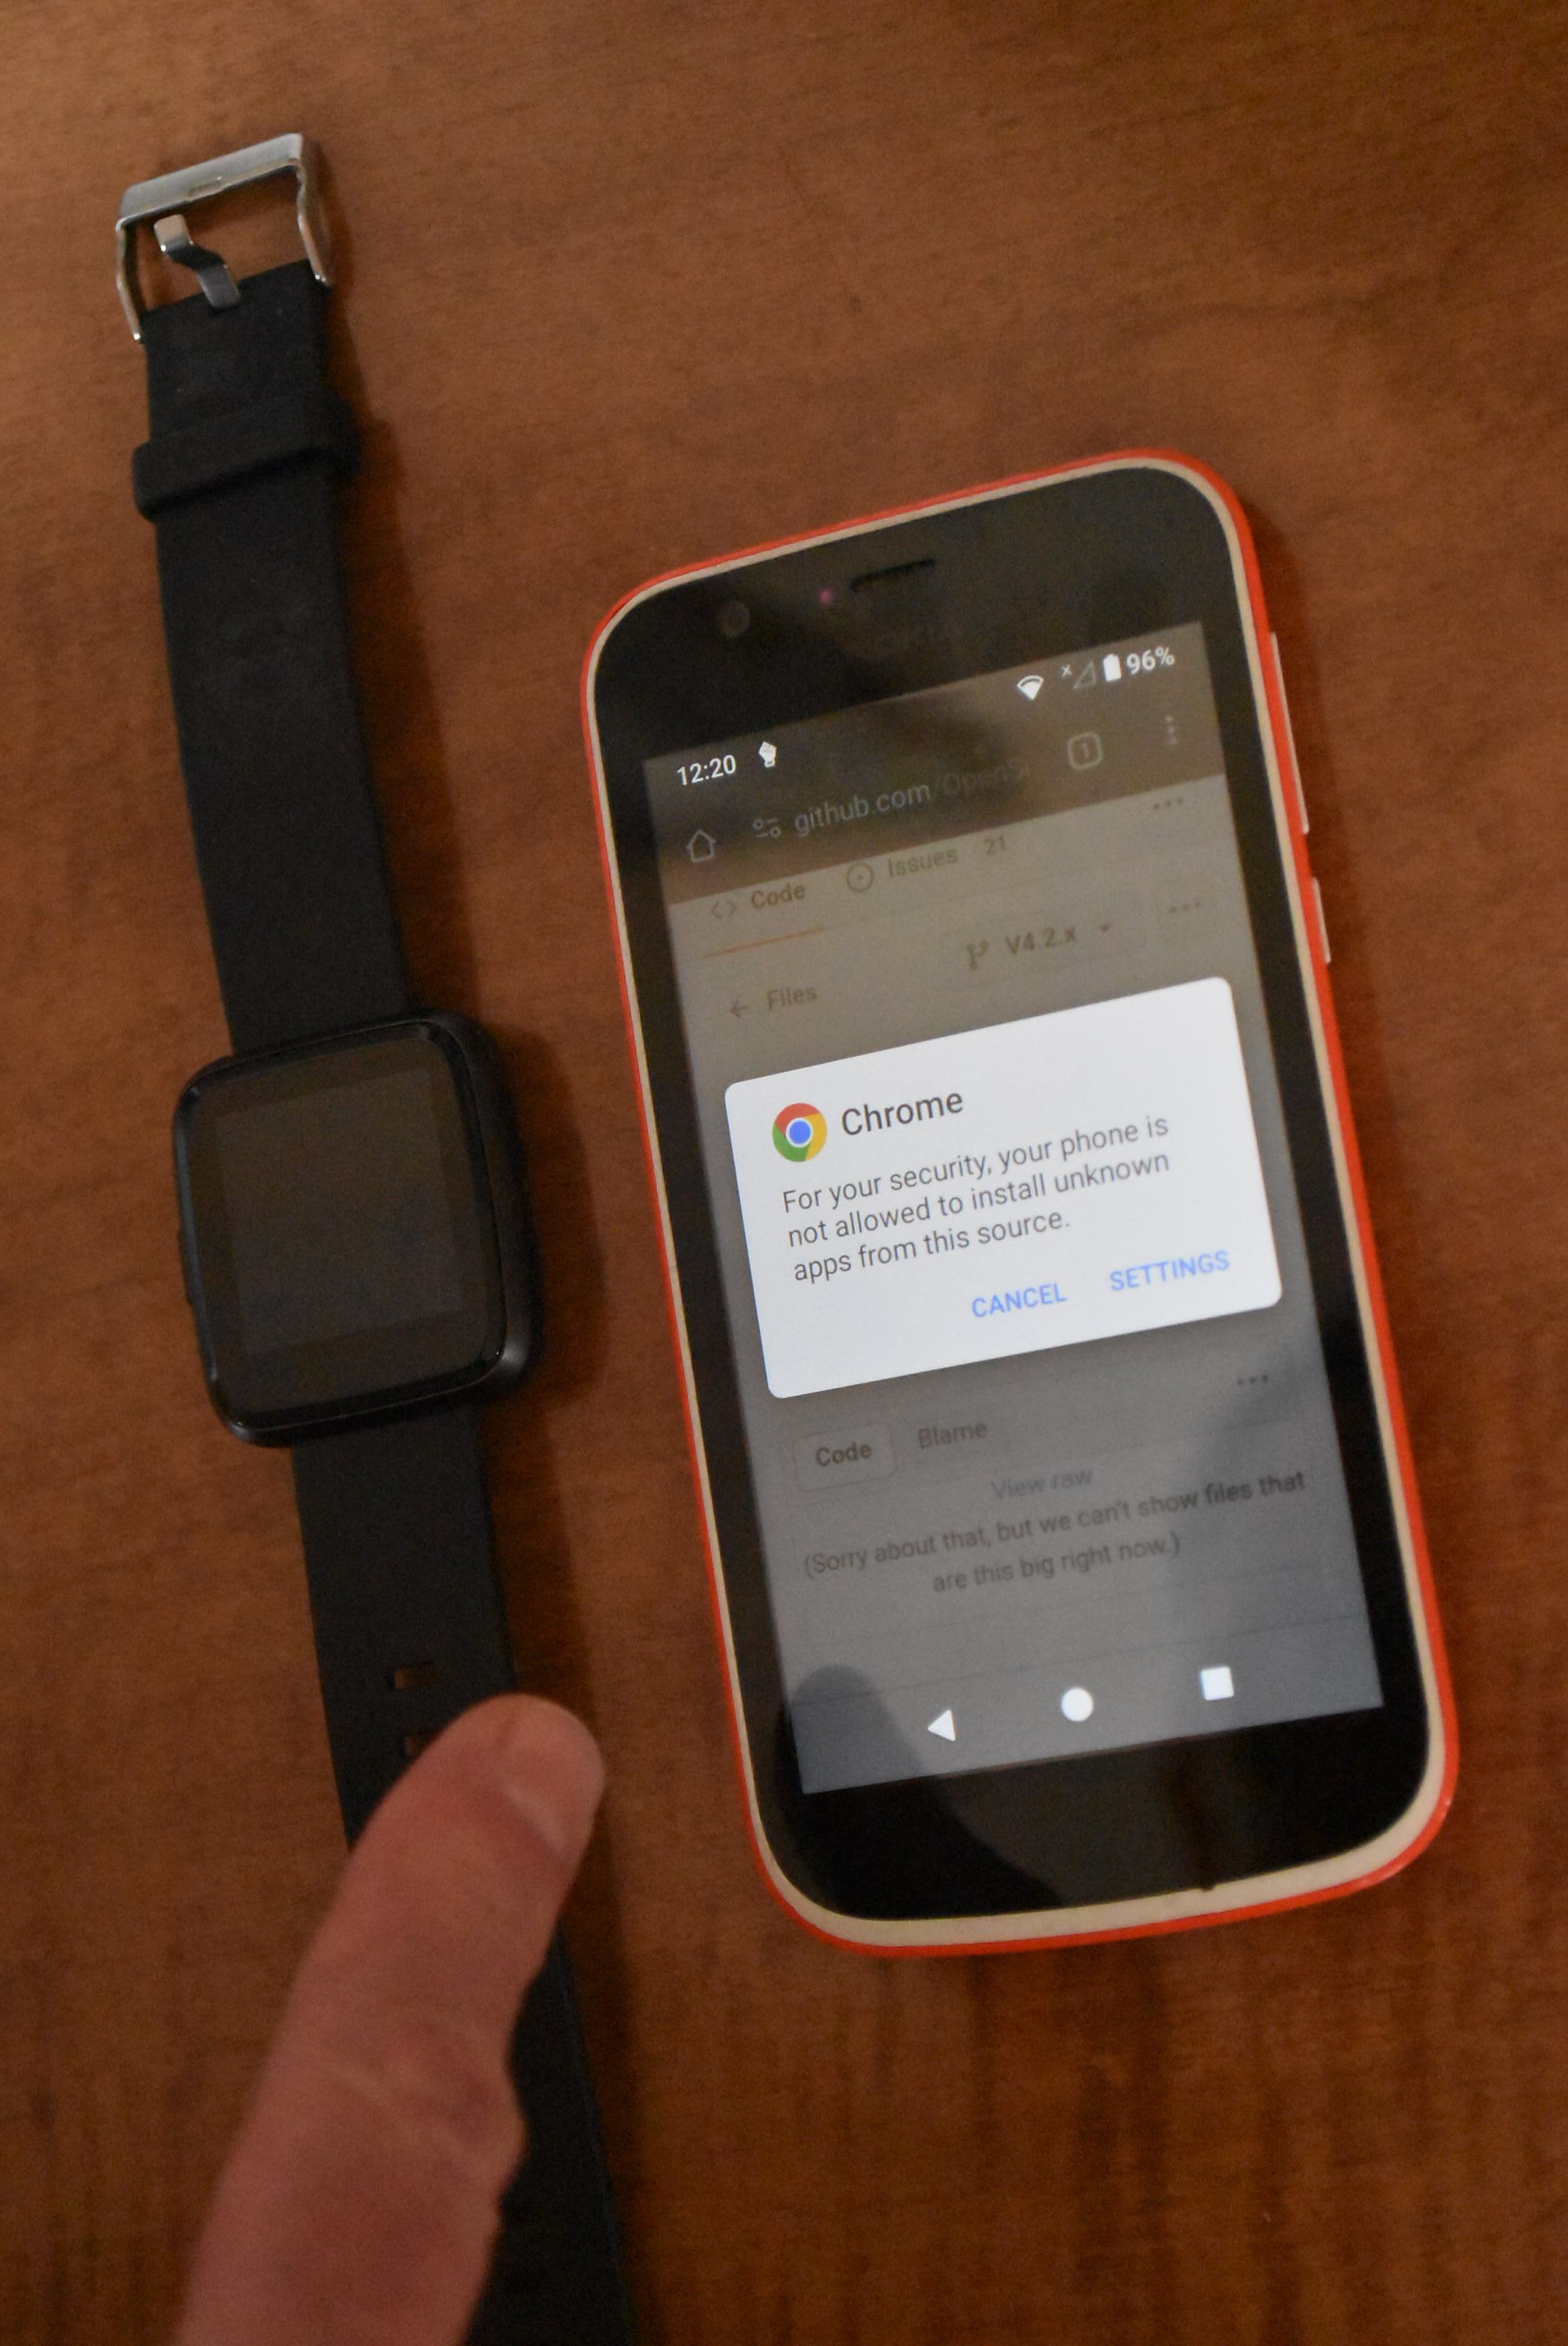 12:20 96%
github.com/OpenS
1
Code Issues 21
V4.2.x
Files
Chrome
For your security, your phone is
not allowed to install unknown
apps from this source.
CANCEL SETTINGS
Code Blame
View raw
(Sorry about that, but we can't show files that
are this big right now.)